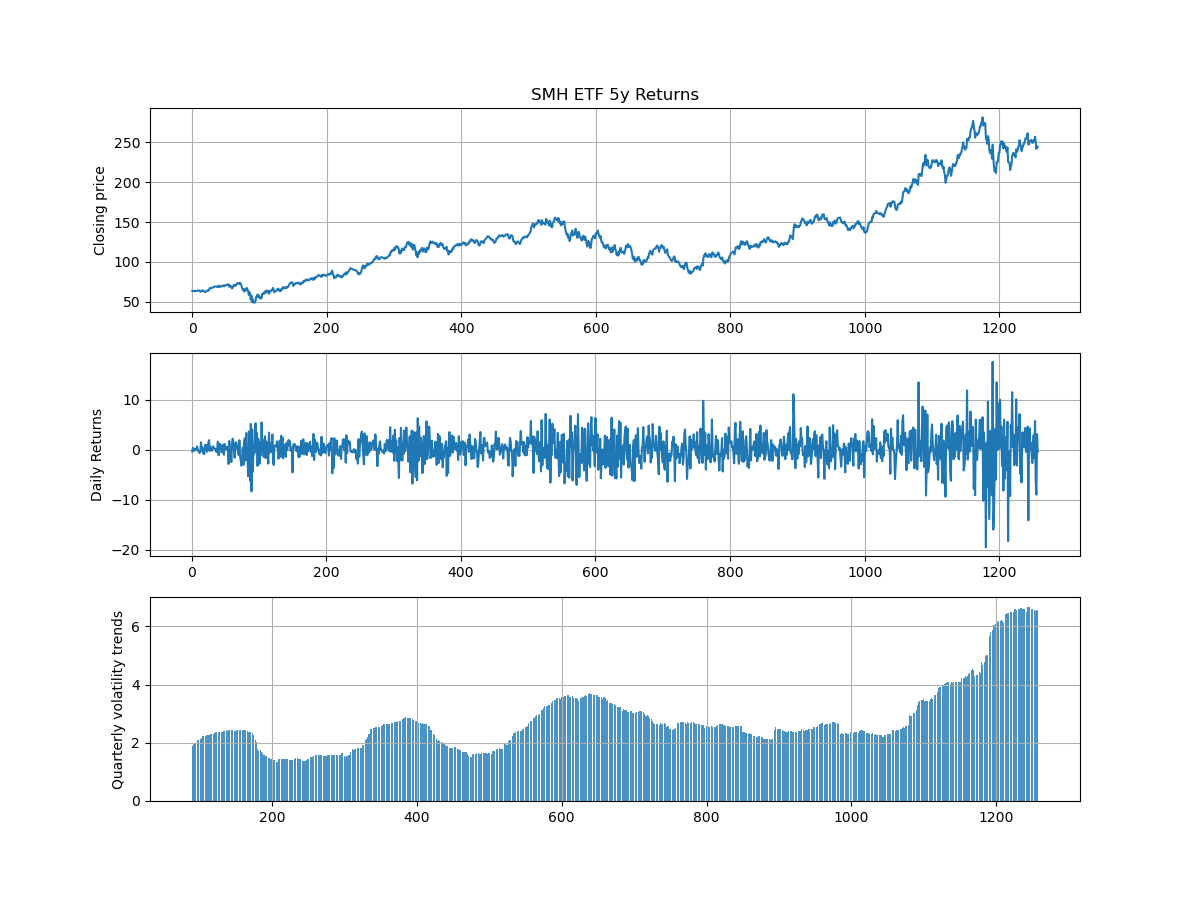 SMH ETF 5y Returns
Closing price
250
200
150
100
50
0 200 400 600 800 1000 1200
Daily Returns
10
0
−10
−20
0 200 400 600 800 1000 1200
Quarterly volatility trends
6
4
2
0
200 400 600 800 1000 1200